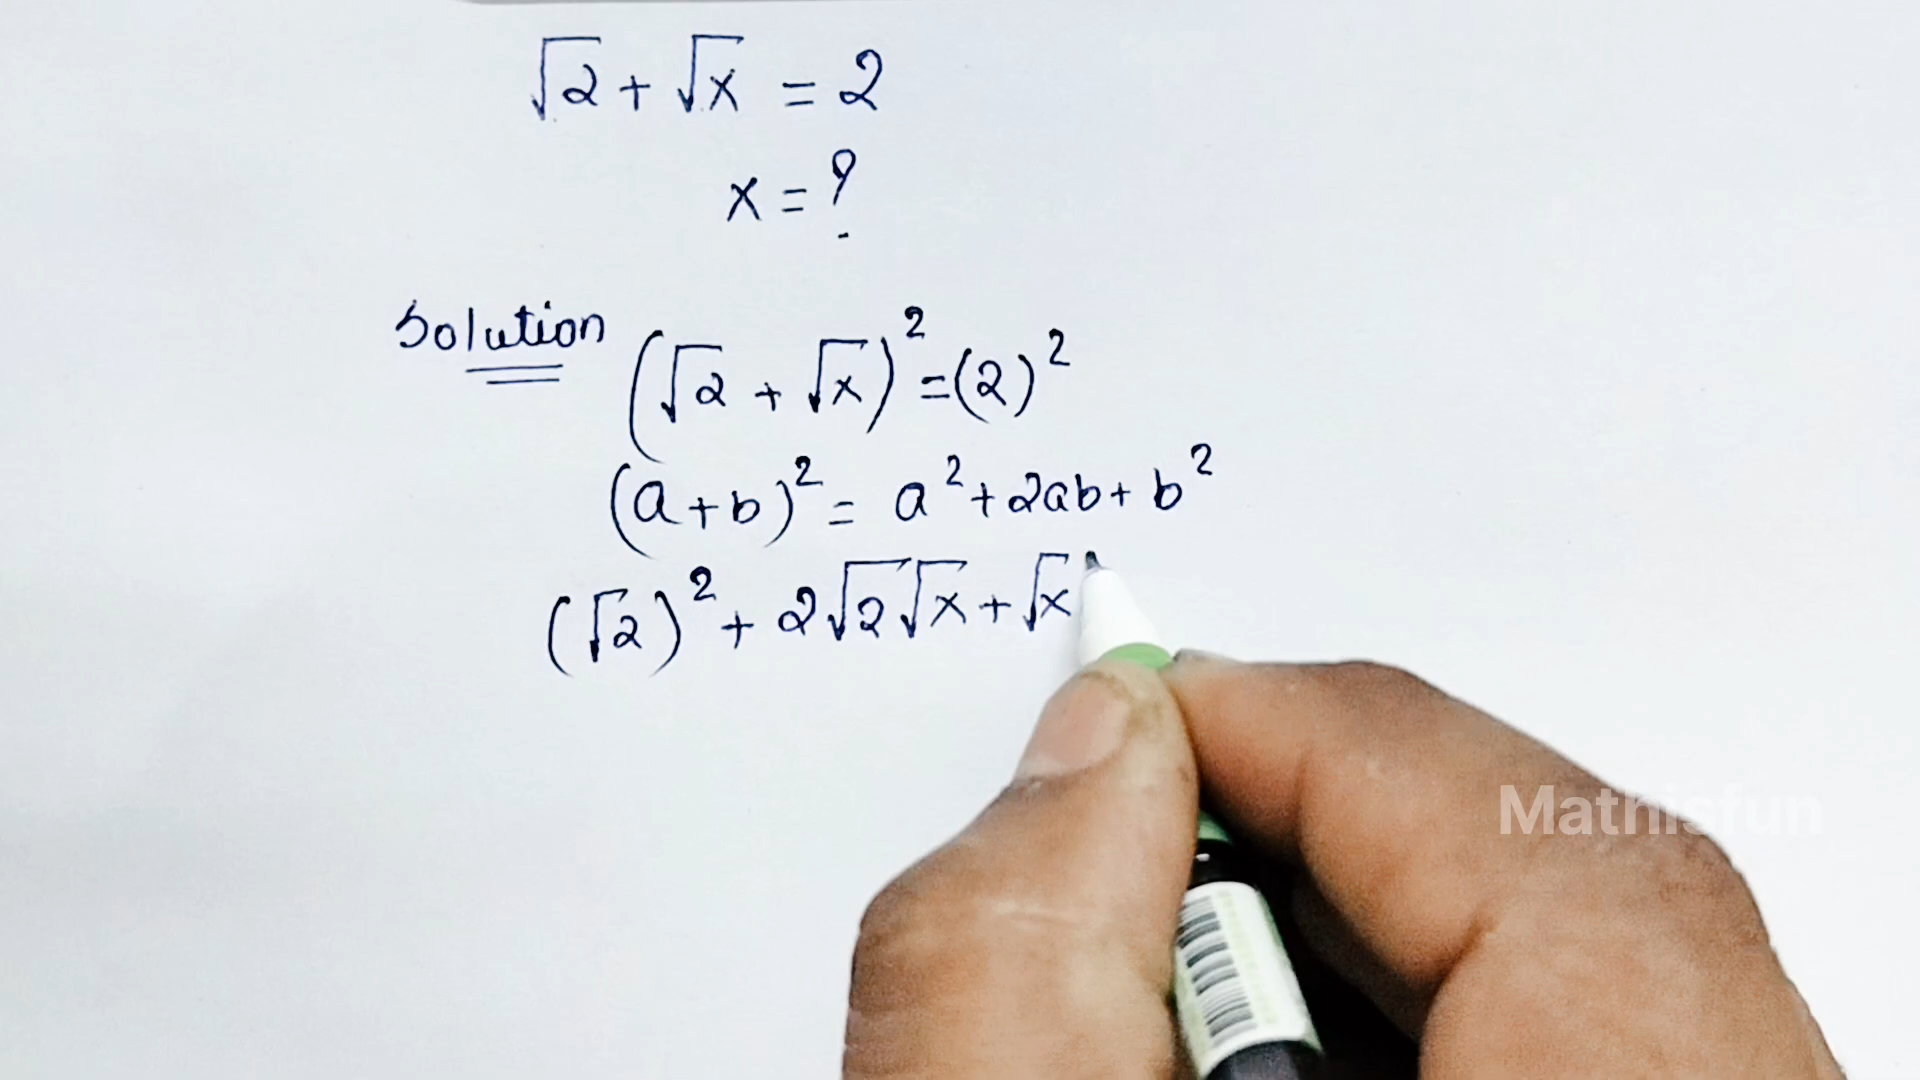 √2 + √x = 2
x = ?
Solution
(√2 + √x)² = (2)²
(a + b)² = a² + 2ab + b²
(√2)² + 2√2√x + √x
Mathisfun